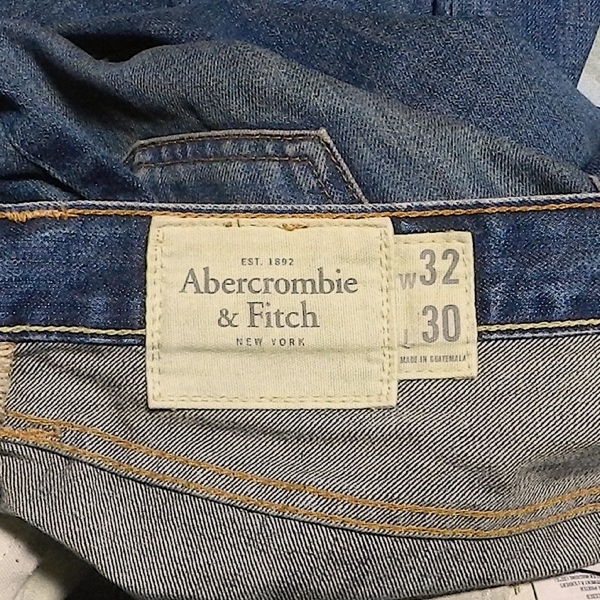 EST. 1892
Abercrombie
& Fitch
NEW YORK
W32
L30
MADE IN GUATEMALA